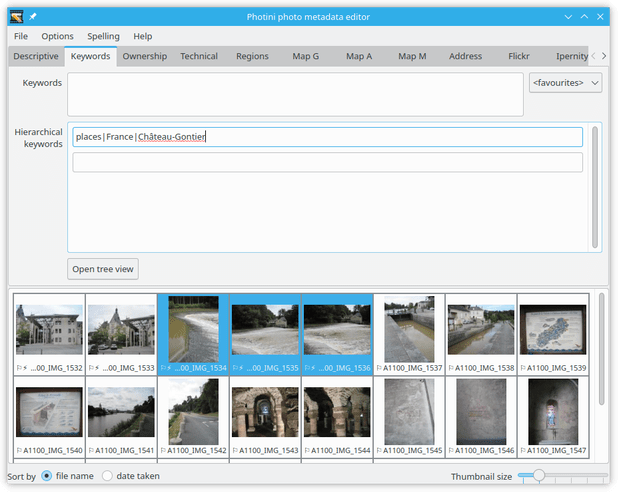 Photini photo metadata editor
File Options Spelling Help
Descriptive Keywords Ownership Technical Regions Map G Map A Map M Address Flickr Ipernity
Keywords
<favourites>
Hierarchical
keywords
places|France|Château-Gontier
Open tree view
...00_IMG_1532 ...00_IMG_1533 ...00_IMG_1534 ...00_IMG_1535 ...00_IMG_1536 A1100_IMG_1537 A1100_IMG_1538 A1100_IMG_1539
A1100_IMG_1540 A1100_IMG_1541 A1100_IMG_1542 A1100_IMG_1543 A1100_IMG_1544 A1100_IMG_1545 A1100_IMG_1546 A1100_IMG_1547
Sort by file name date taken Thumbnail size